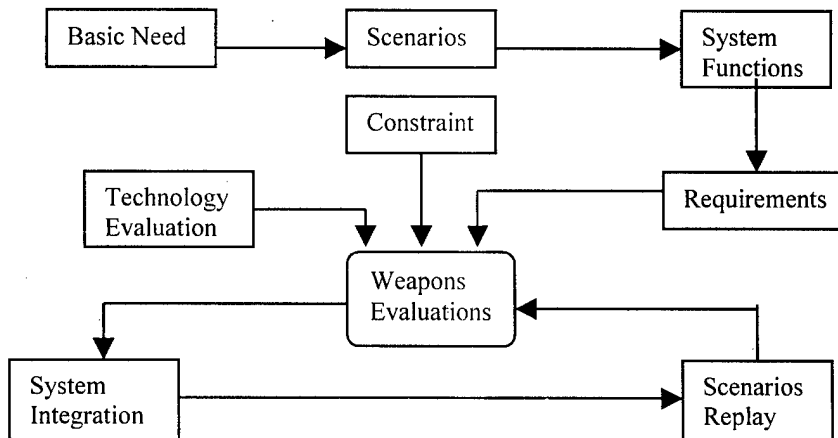 Basic Need
Scenarios
System
Functions
Constraint
Technology
Evaluation
Requirements
Weapons
Evaluations
System
Integration
Scenarios
Replay